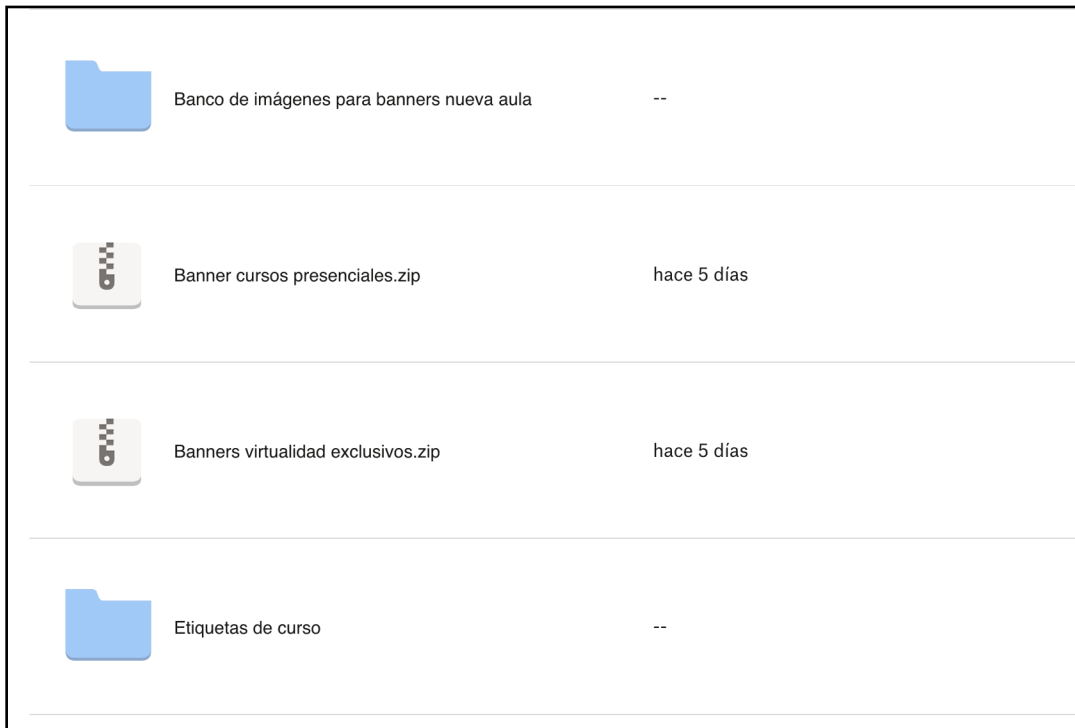 Banco de imágenes para banners nueva aula --
Banner cursos presenciales.zip hace 5 días
Banners virtualidad exclusivos.zip hace 5 días
Etiquetas de curso --